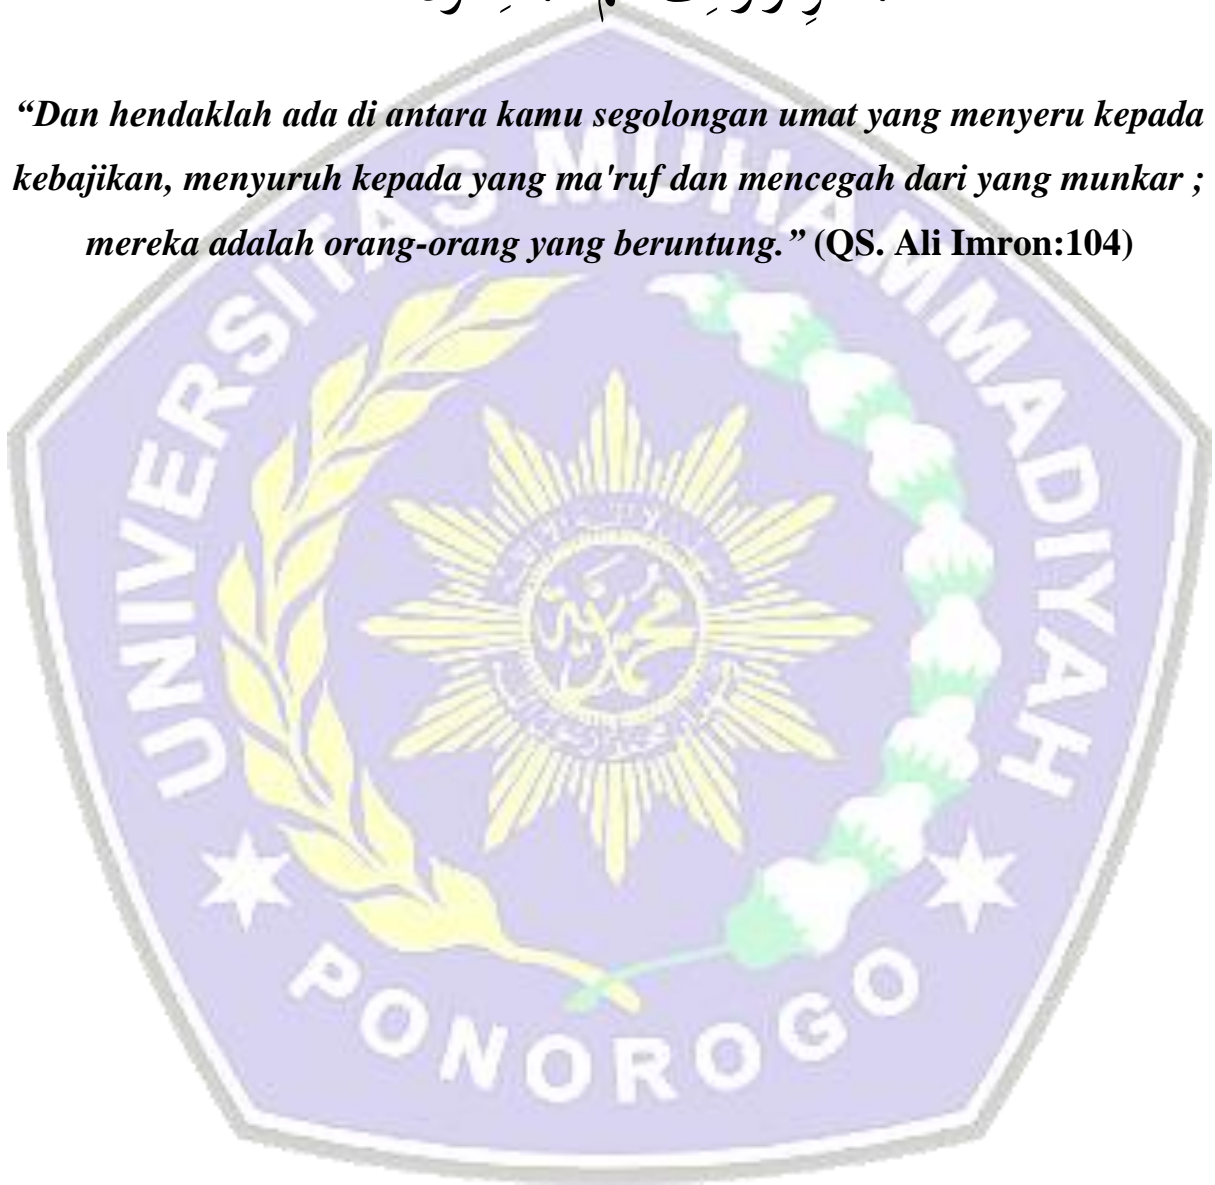 “Dan hendaklah ada di antara kamu segolongan umat yang menyeru kepada
kebajikan, menyuruh kepada yang ma'ruf dan mencegah dari yang munkar ;
mereka adalah orang-orang yang beruntung.” (QS. Ali Imron:104)
UNIVERSITAS MUHAMMADIYAH
محمدية
PONOROGO